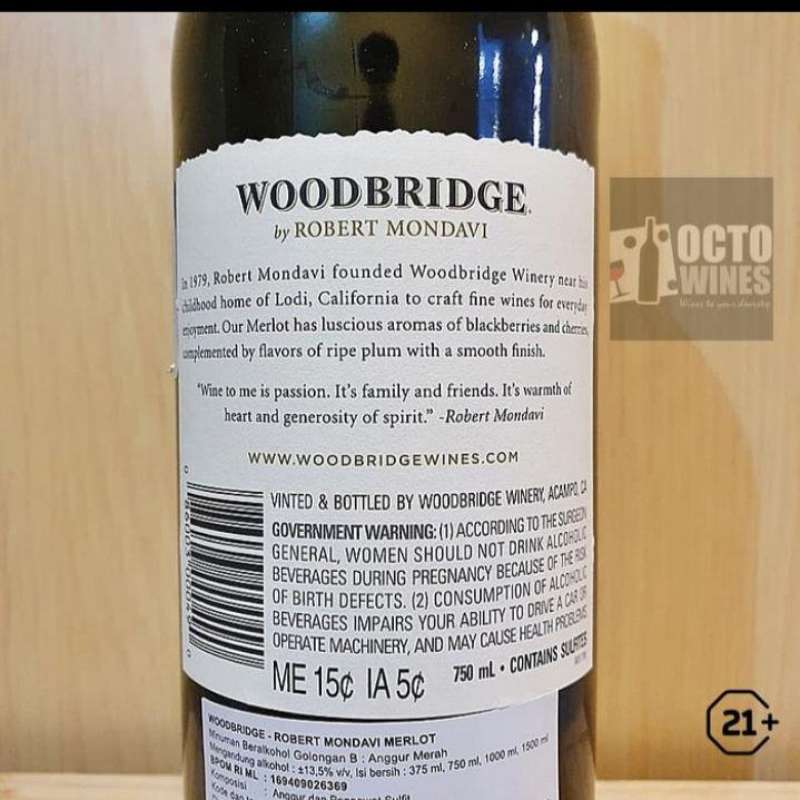 WOODBRIDGE.
by ROBERT MONDAVI
In 1979, Robert Mondavi founded Woodbridge Winery near his
childhood home of Lodi, California to craft fine wines for everyday
enjoyment. Our Merlot has luscious aromas of blackberries and cherries,
complemented by flavors of ripe plum with a smooth finish.
"Wine to me is passion. It's family and friends. It's warmth of
heart and generosity of spirit." -Robert Mondavi
WWW.WOODBRIDGEWINES.COM
VINTED & BOTTLED BY WOODBRIDGE WINERY, ACAMPO, CA
GOVERNMENT WARNING: (1) ACCORDING TO THE SURGEON
GENERAL, WOMEN SHOULD NOT DRINK ALCOHOLIC
BEVERAGES DURING PREGNANCY BECAUSE OF THE RISK
OF BIRTH DEFECTS. (2) CONSUMPTION OF ALCOHOLIC
BEVERAGES IMPAIRS YOUR ABILITY TO DRIVE A CAR OR
OPERATE MACHINERY, AND MAY CAUSE HEALTH PROBLEMS.
ME 15¢ IA 5¢
750 mL • CONTAINS SULFITES
WOODBRIDGE - ROBERT MONDAVI MERLOT
Minuman Beralkohol Golongan B : Anggur Merah
Mengandung alkohol : ±13,5% v/v, Isi bersih : 375 ml, 750 ml, 1000 ml, 1500 ml
BPOM RI ML : 169409026369
Komposisi : Anggur dan Pengawet Sulfit
OCTO
WINES
21+